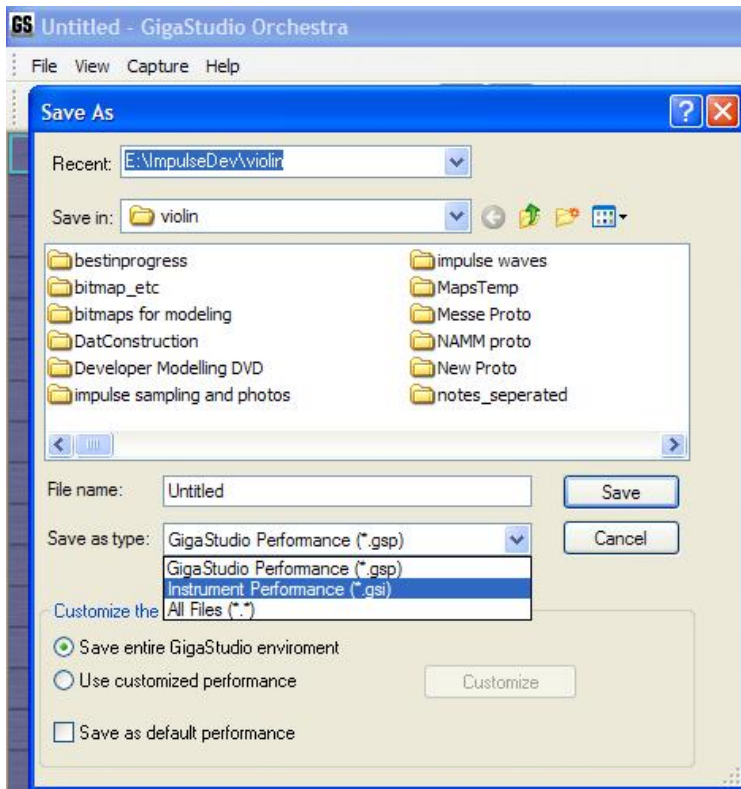 GS Untitled - GigaStudio Orchestra
File View Capture Help
Save As
Recent: E:\ImpulseDev\violin
Save in: violin
bestinprogress
bitmap_etc
bitmaps for modeling
DatConstruction
Developer Modelling DVD
impulse sampling and photos
impulse waves
MapsTemp
Messe Proto
NAMM proto
New Proto
notes_seperated
File name: Untitled Save
Save as type: GigaStudio Performance (*.gsp) Cancel
GigaStudio Performance (*.gsp)
Instrument Performance (*.gsi)
All Files (*.*)
Customize the
Save entire GigaStudio enviroment
Use customized performance Customize
Save as default performance